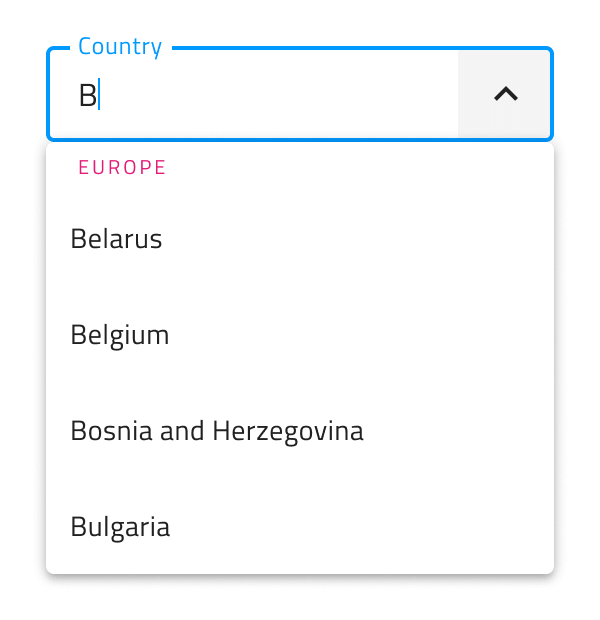 Country
B
EUROPE
Belarus
Belgium
Bosnia and Herzegovina
Bulgaria